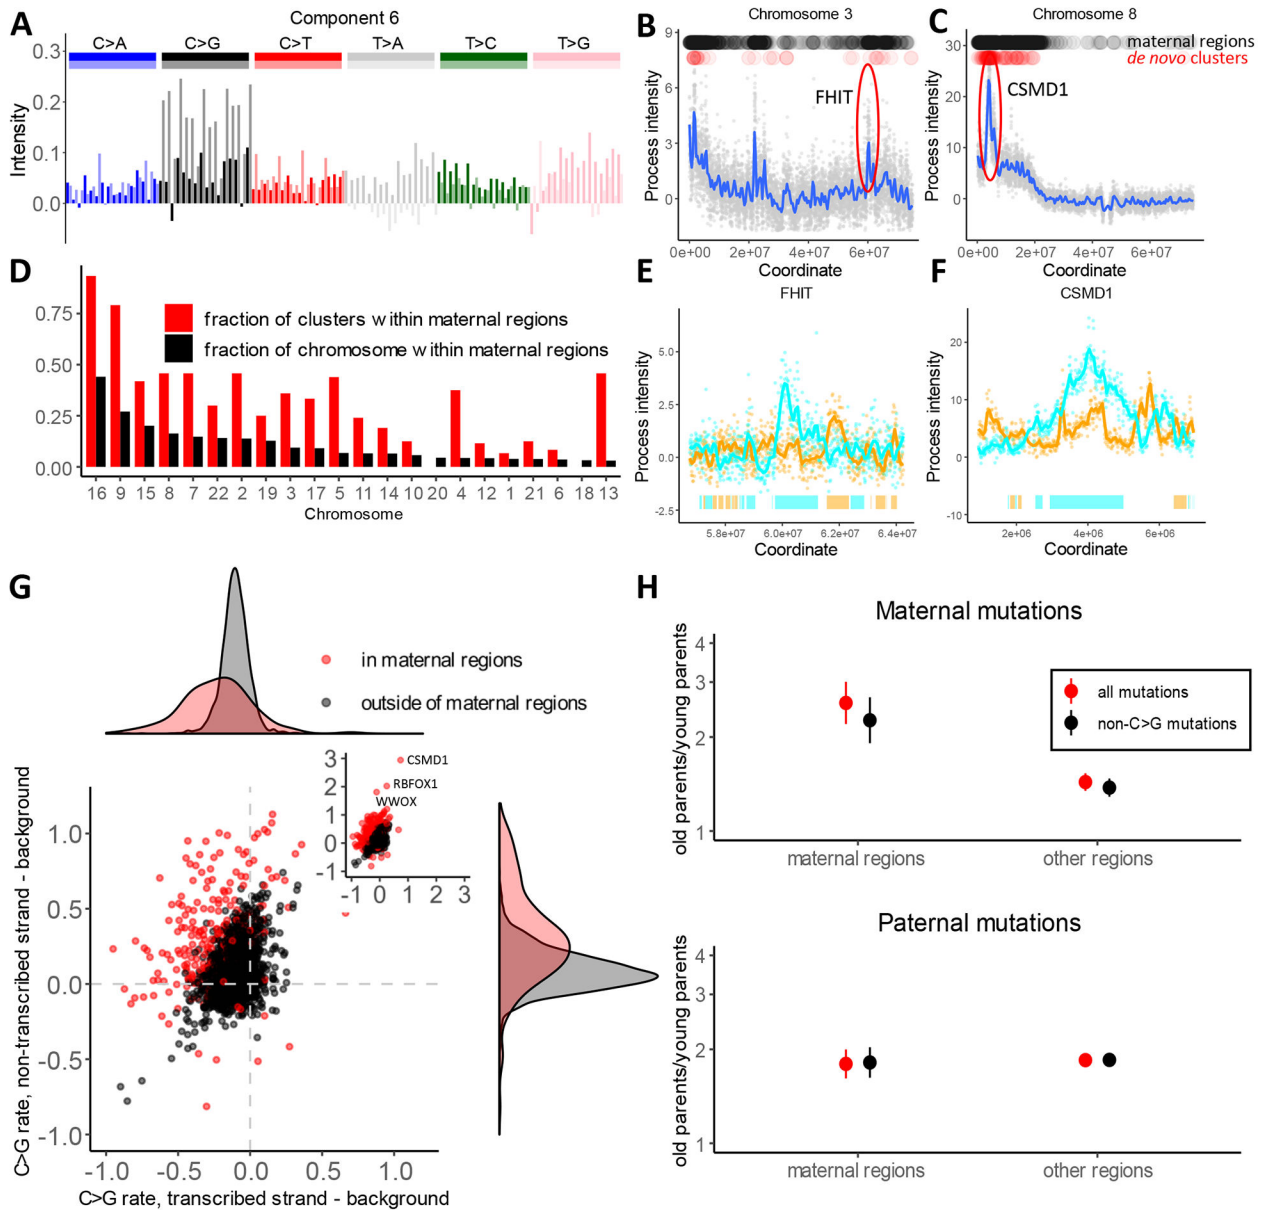 A
Component 6
C>A C>G C>T T>A T>C T>G
Intensity
0.3
0.2
0.1
0.0
B
Chromosome 3
Process intensity
9
6
3
0
FHIT
0e+00 2e+07 4e+07 6e+07
Coordinate
C
Chromosome 8
Process intensity
30
20
10
0
maternal regions
de novo clusters
CSMD1
0e+00 2e+07 4e+07 6e+07
Coordinate
D
0.75
0.50
0.25
0.00
fraction of clusters within maternal regions
fraction of chromosome within maternal regions
16 9 15 8 7 22 2 19 3 17 5 11 14 10 20 4 12 1 21 6 18 13
Chromosome
E
FHIT
Process intensity
5.0
2.5
0.0
-2.5
5.8e+07 6.0e+07 6.2e+07 6.4e+07
Coordinate
F
CSMD1
Process intensity
20
10
0
-10
2e+06 4e+06 6e+06
Coordinate
G
in maternal regions
outside of maternal regions
C>G rate, non-transcribed strand - background
1.0
0.5
0.0
-0.5
-1.0
3
2
1
0
-1
CSMD1
RBFOX1
WWOX
-1 0 1 2 3
-1.0 -0.5 0.0 0.5 1.0
C>G rate, transcribed strand - background
H
Maternal mutations
old parents/young parents
4
3
2
1
all mutations
non-C>G mutations
maternal regions other regions
Paternal mutations
old parents/young parents
4
3
2
1
maternal regions other regions